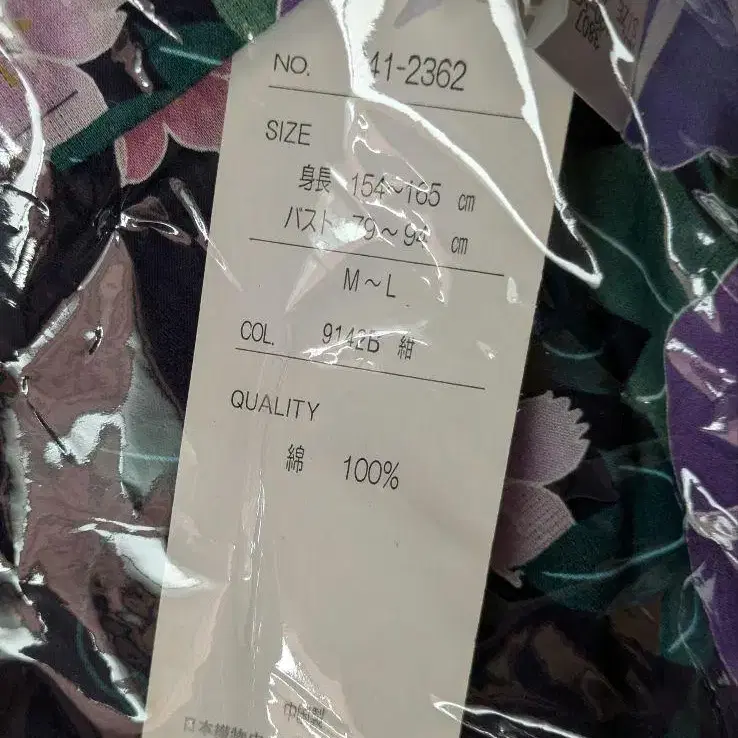 NO. 41-2362
SIZE
身長 154～165 cm
バスト 79～94 cm
M～L
COL. 9142B 紺
QUALITY
綿 100%
中国製